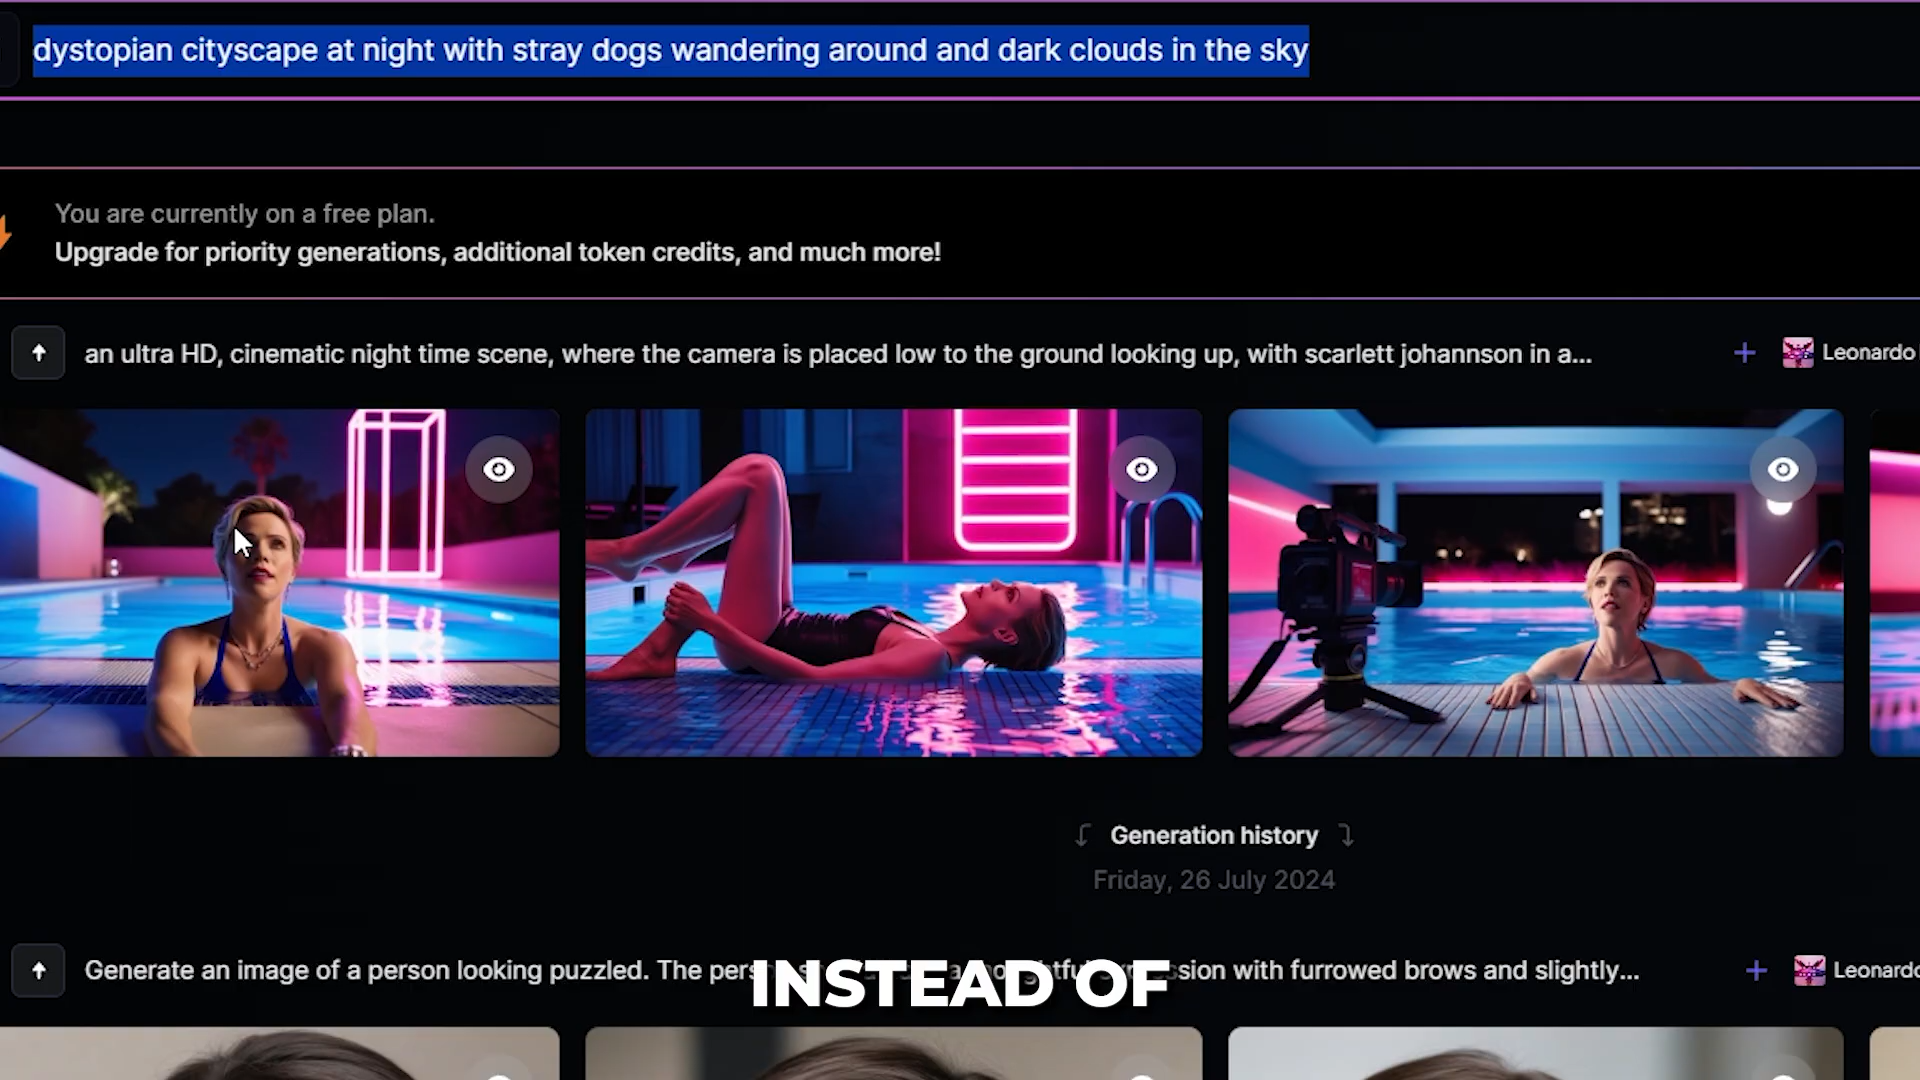 dystopian cityscape at night with stray dogs wandering around and dark clouds in the sky
You are currently on a free plan.
Upgrade for priority generations, additional token credits, and much more!
an ultra HD, cinematic night time scene, where the camera is placed low to the ground looking up, with scarlett johannson in a...
Leonardo
Generation history
Friday, 26 July 2024
Generate an image of a person looking puzzled. The with furrowed brows and slightly...
Leonardo
INSTEAD OF